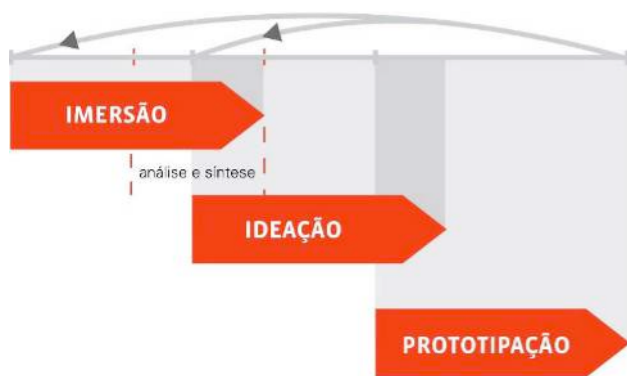 IMERSÃO
análise e síntese
IDEAÇÃO
PROTOTIPAÇÃO